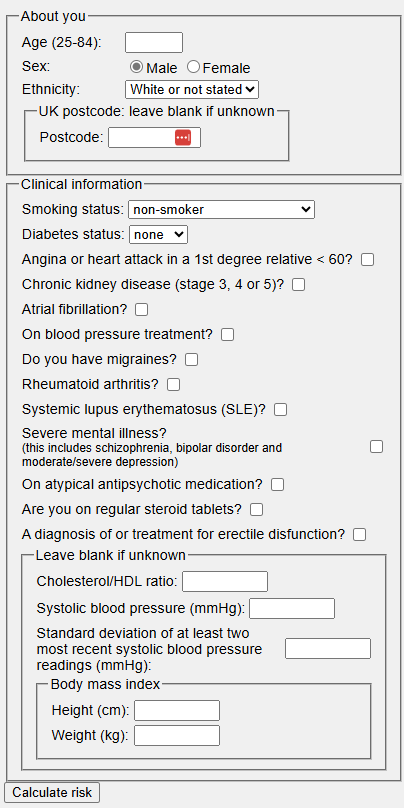 About you
Age (25-84):
Sex: Male Female
Ethnicity: White or not stated
UK postcode: leave blank if unknown
Postcode:
Clinical information
Smoking status: non-smoker
Diabetes status: none
Angina or heart attack in a 1st degree relative < 60?
Chronic kidney disease (stage 3, 4 or 5)?
Atrial fibrillation?
On blood pressure treatment?
Do you have migraines?
Rheumatoid arthritis?
Systemic lupus erythematosus (SLE)?
Severe mental illness?
(this includes schizophrenia, bipolar disorder and
moderate/severe depression)
On atypical antipsychotic medication?
Are you on regular steroid tablets?
A diagnosis of or treatment for erectile disfunction?
Leave blank if unknown
Cholesterol/HDL ratio:
Systolic blood pressure (mmHg):
Standard deviation of at least two
most recent systolic blood pressure
readings (mmHg):
Body mass index
Height (cm):
Weight (kg):
Calculate risk